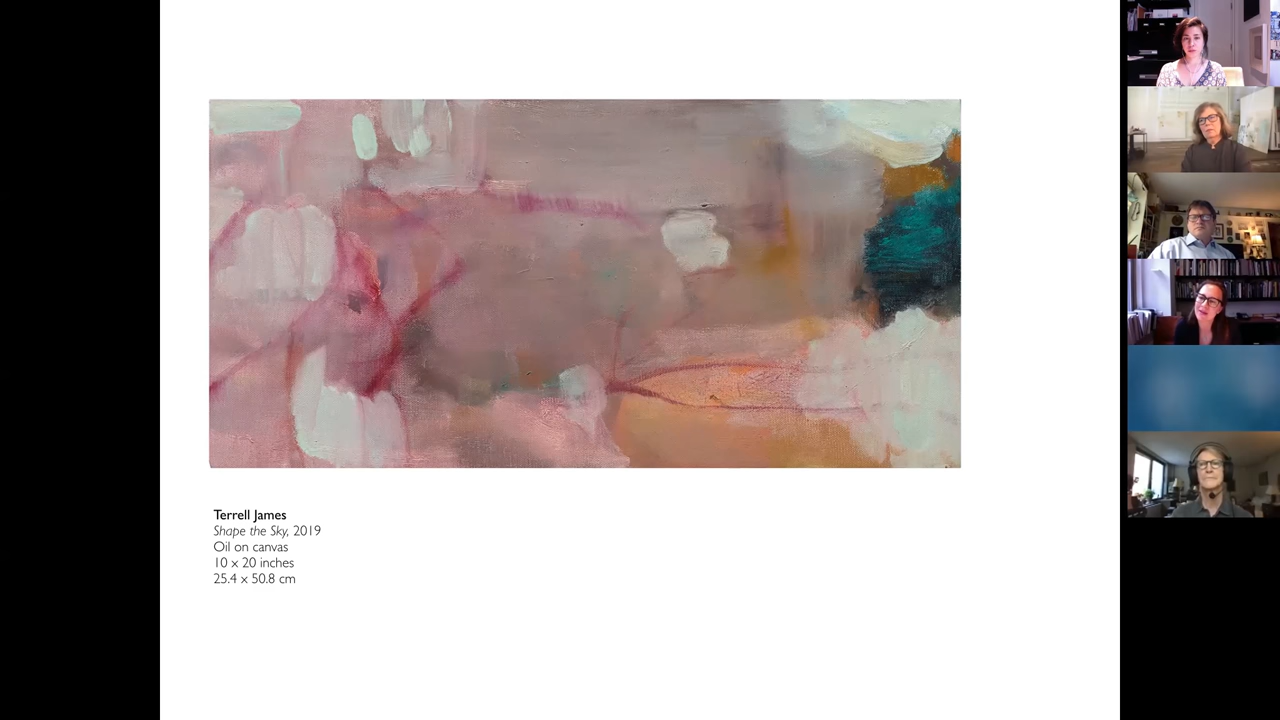 Terrell James
Shape the Sky, 2019
Oil on canvas
10 x 20 inches
25.4 x 50.8 cm